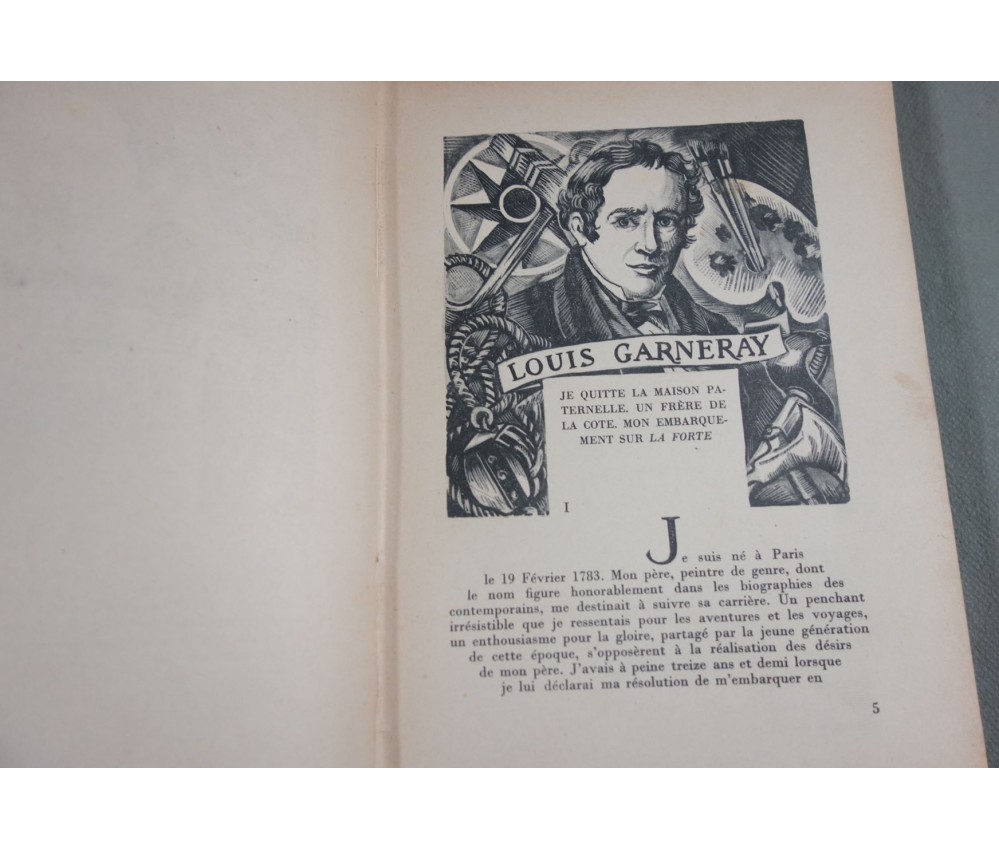 LOUIS GARNERAY
JE QUITTE LA MAISON PA-
TERNELLE. UN FRÈRE DE
LA COTE. MON EMBARQUE-
MENT SUR LA FORTE
I
Je suis né à Paris
le 19 Février 1783. Mon père, peintre de genre, dont
le nom figure honorablement dans les biographies des
contemporains, me destinait à suivre sa carrière. Un penchant
irrésistible que je ressentais pour les aventures et les voyages,
un enthousiasme pour la gloire, partagé par la jeune génération
de cette époque, s'opposèrent à la réalisation des désirs
de mon père. J'avais à peine treize ans et demi lorsque
je lui déclarai ma résolution de m'embarquer en
5